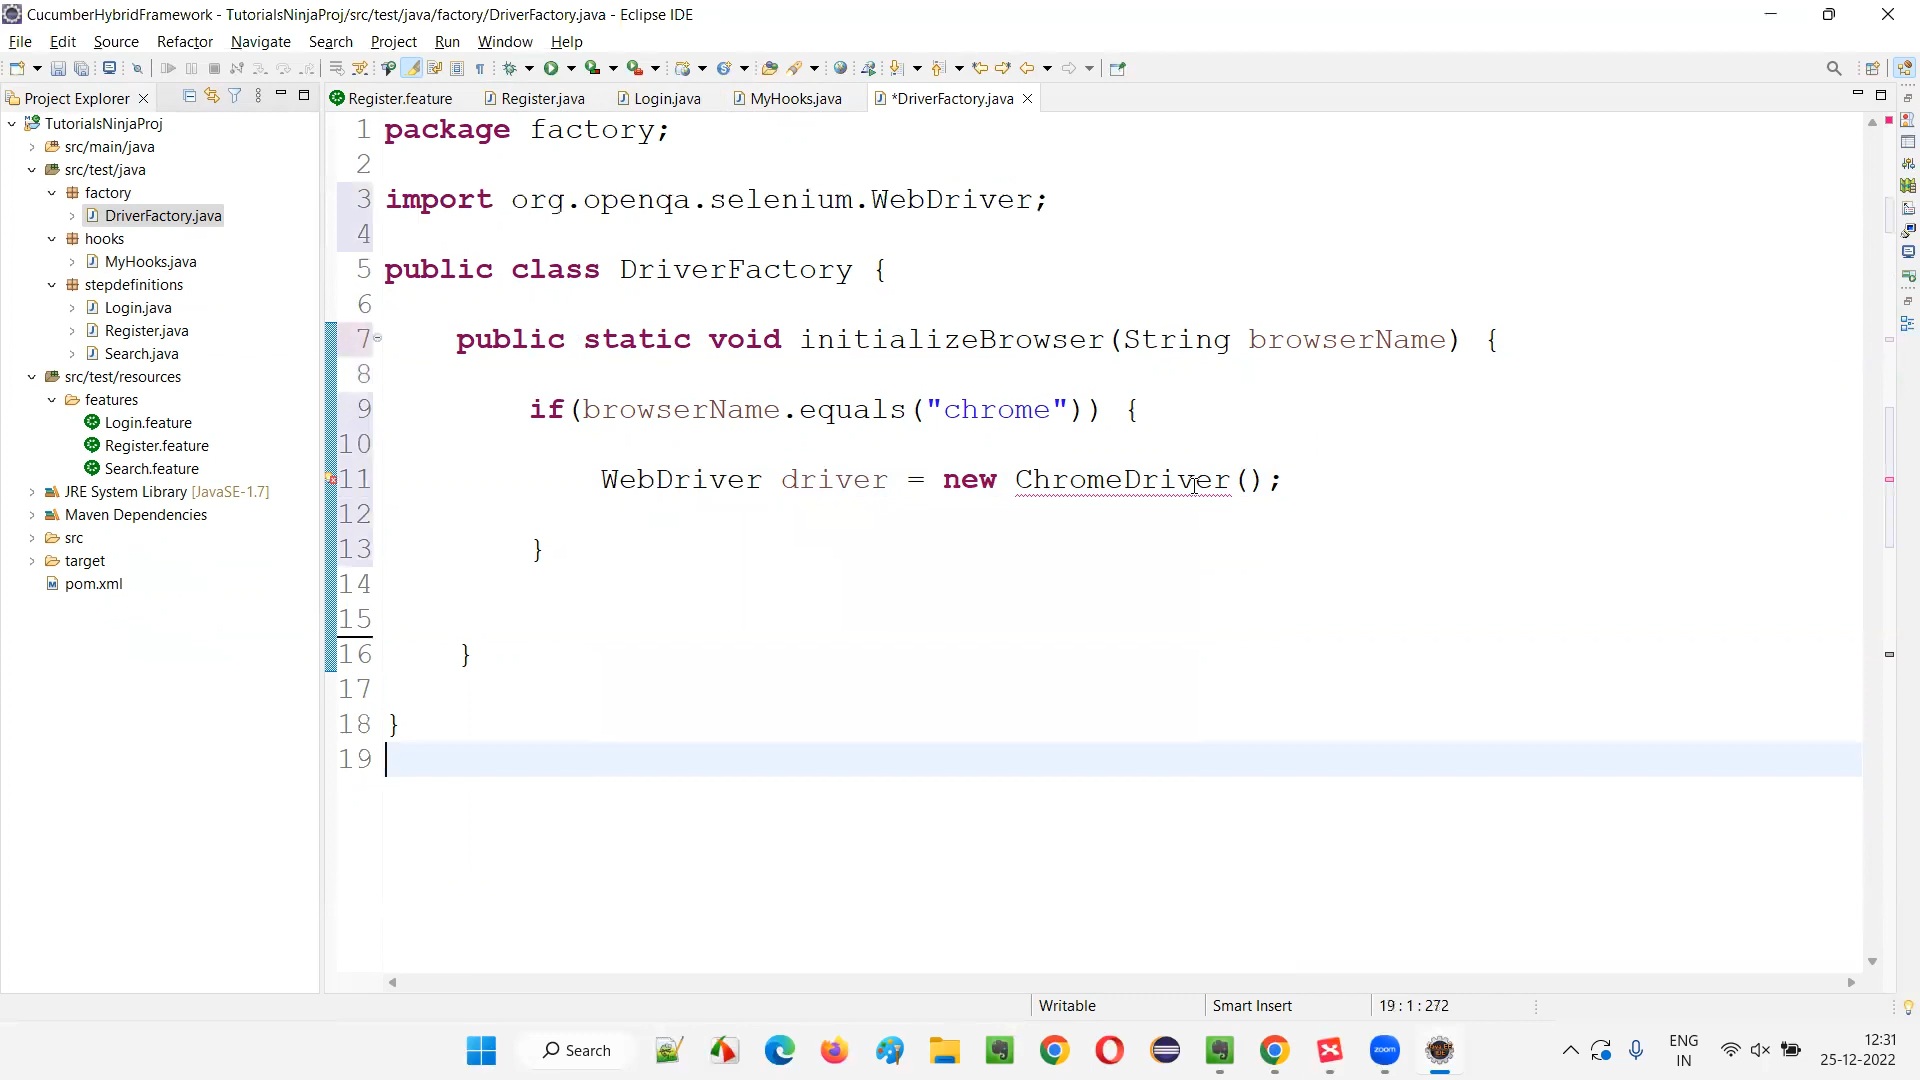 CucumberHybridFramework - TutorialsNinjaProj/src/test/java/factory/DriverFactory.java - Eclipse IDE
File Edit Source Refactor Navigate Search Project Run Window Help
Project Explorer
Register.feature Register.java Login.java MyHooks.java *DriverFactory.java
TutorialsNinjaProj
src/main/java
src/test/java
factory
DriverFactory.java
hooks
MyHooks.java
stepdefinitions
Login.java
Register.java
Search.java
src/test/resources
features
Login.feature
Register.feature
Search.feature
JRE System Library [JavaSE-1.7]
Maven Dependencies
src
target
pom.xml
1 package factory;
2
3 import org.openqa.selenium.WebDriver;
4
5 public class DriverFactory {
6
7 public static void initializeBrowser(String browserName) {
8
9 if(browserName.equals("chrome")) {
10
11 WebDriver driver = new ChromeDriver();
12
13 }
14
15
16 }
17
18 }
19
Writable Smart Insert 19 : 1 : 272
Search
zoom
ENG
IN
12:31
25-12-2022